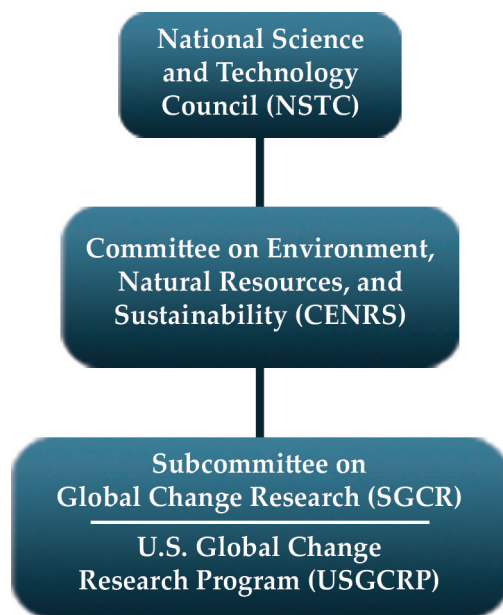 National Science
and Technology
Council (NSTC)
Committee on Environment,
Natural Resources, and
Sustainability (CENRS)
Subcommittee on
Global Change Research (SGCR)
U.S. Global Change
Research Program (USGCRP)